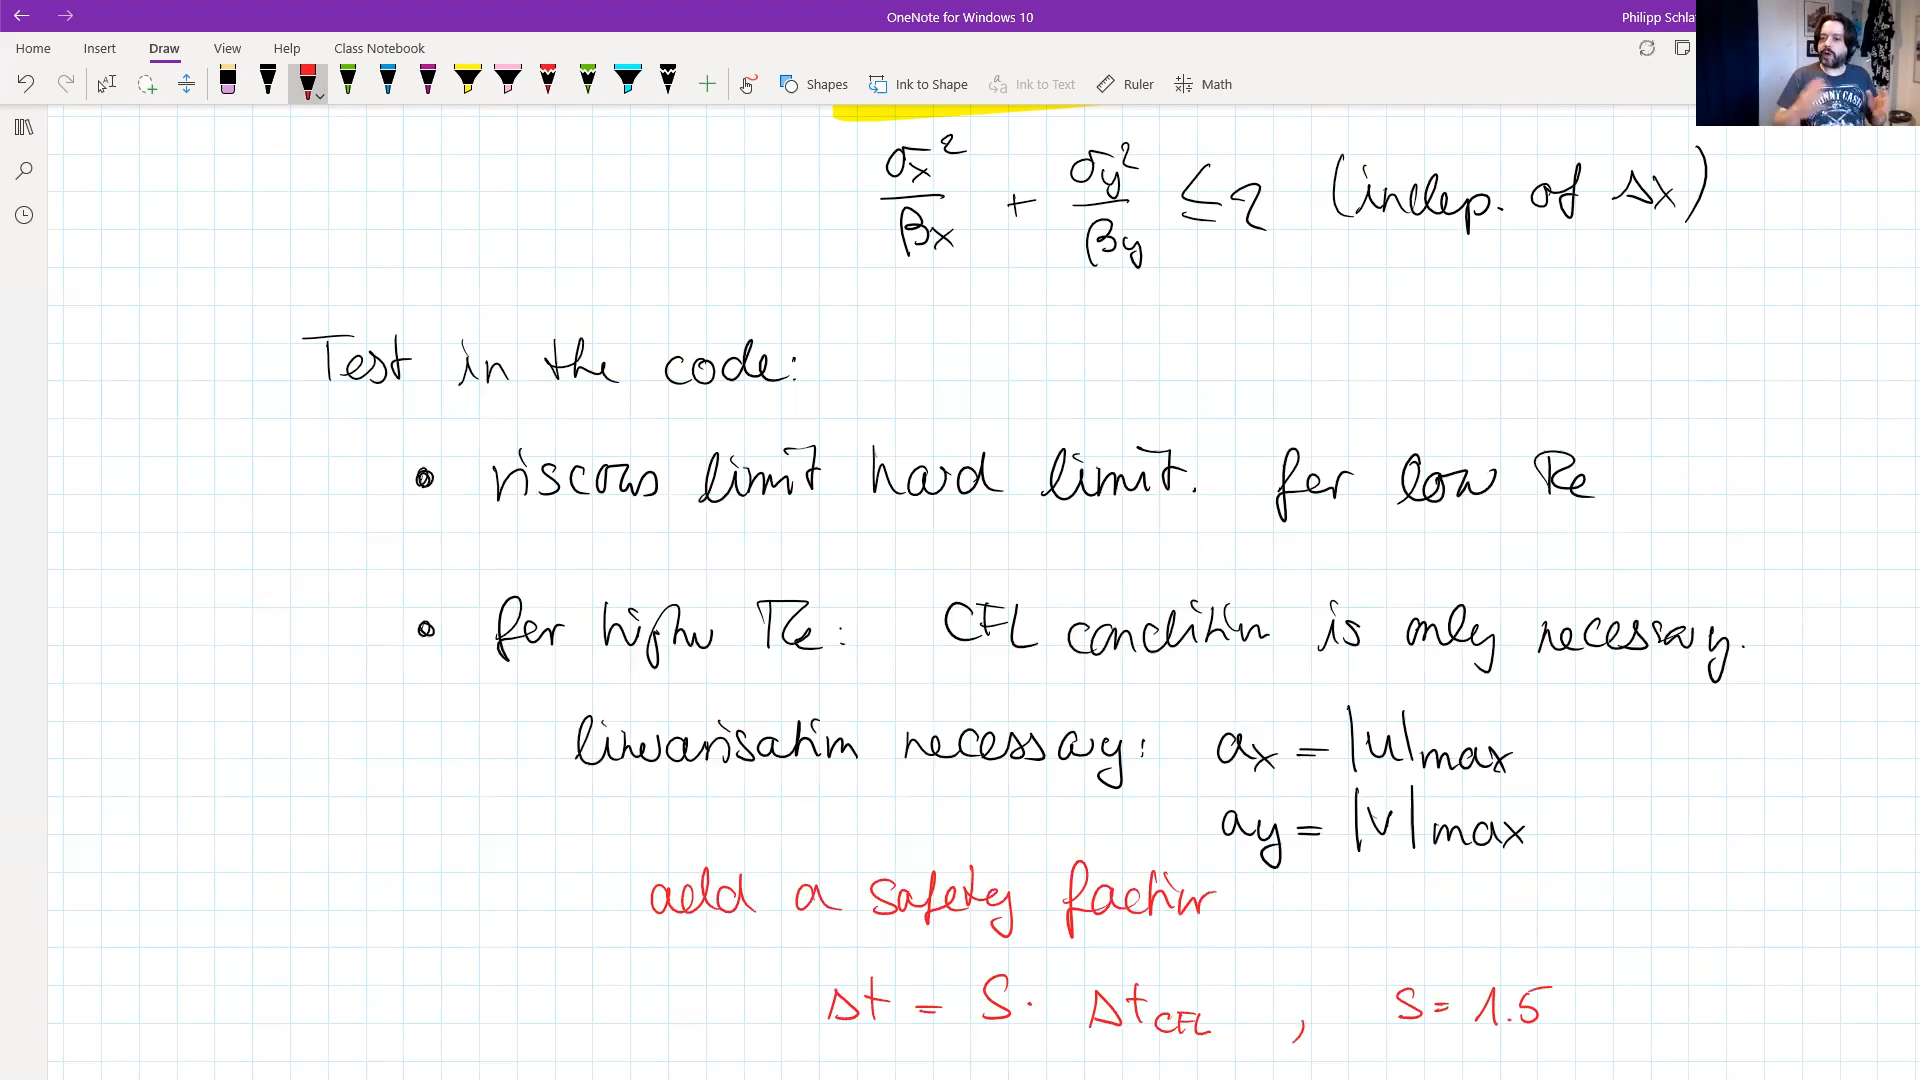 OneNote for Windows 10
Philipp Schla
Home Insert Draw View Help Class Notebook
Shapes Ink to Shape Ink to Text Ruler Math
σx²/βx + σy²/βy ≤ 2 (indep. of Δx)
Test in the code:
• viscous limit hard limit. for low Re
• for high Re: CFL condition is only necessary.
linearisation necessary: ax = |u|max
ay = |v|max
add a safety factor
Δt = S · Δt CFL , S = 1.5